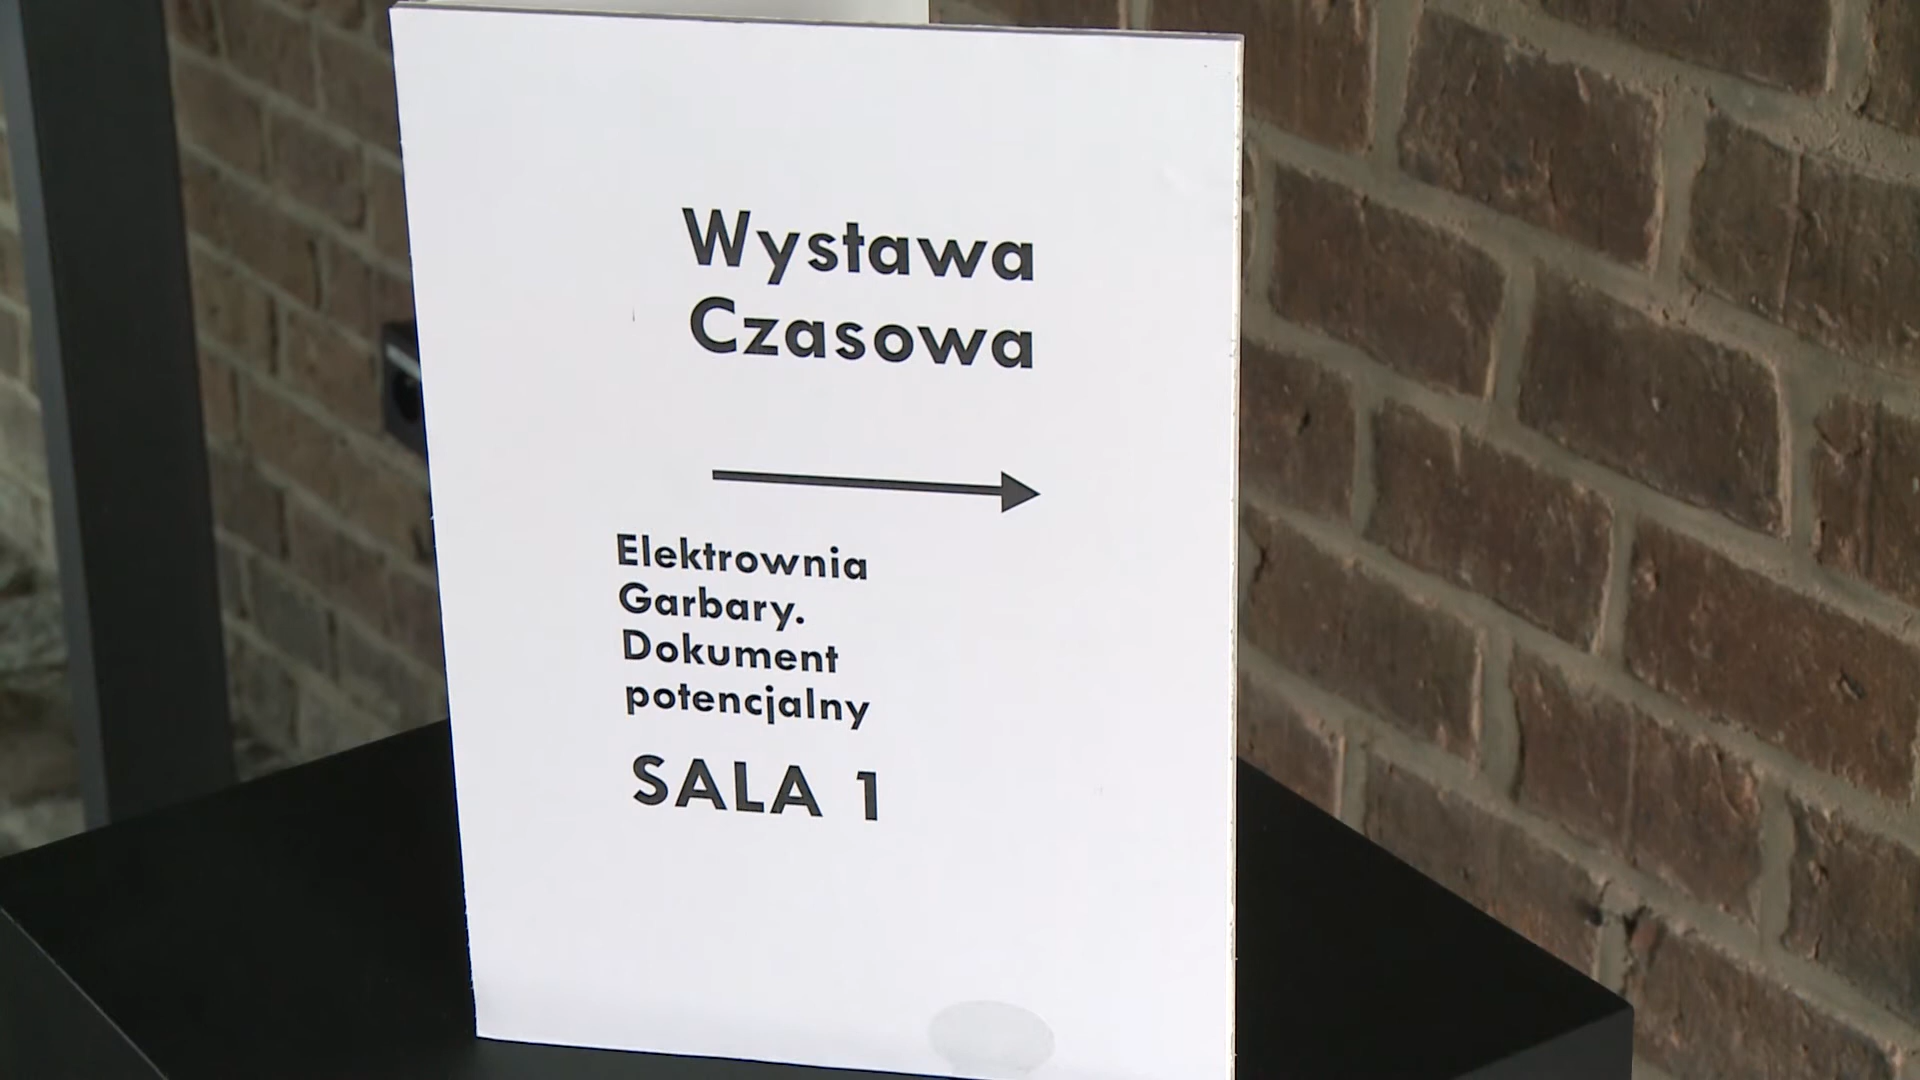 Wystawa
Czasowa
Elektrownia
Garbary.
Dokument
potencjalny
SALA 1